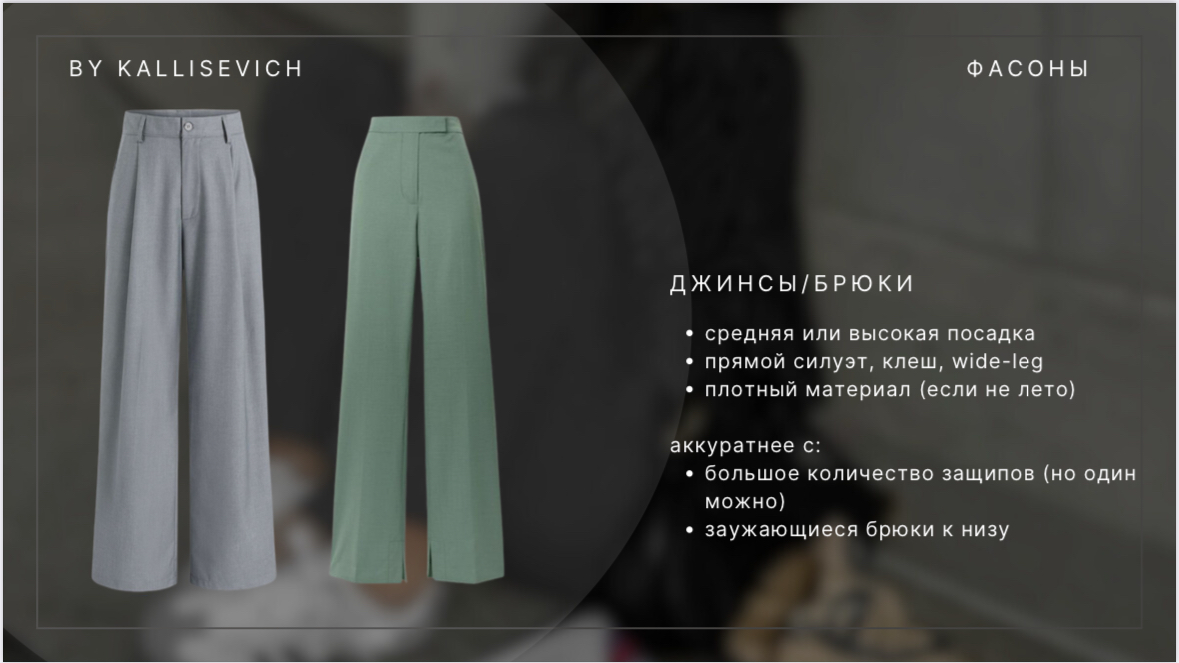 BY KALLISEVICH
ФАСОНЫ
ДЖИНСЫ/БРЮКИ
• средняя или высокая посадка
• прямой силуэт, клеш, wide-leg
• плотный материал (если не лето)
аккуратнее с:
• большое количество защипов (но один
можно)
• заужающиеся брюки к низу